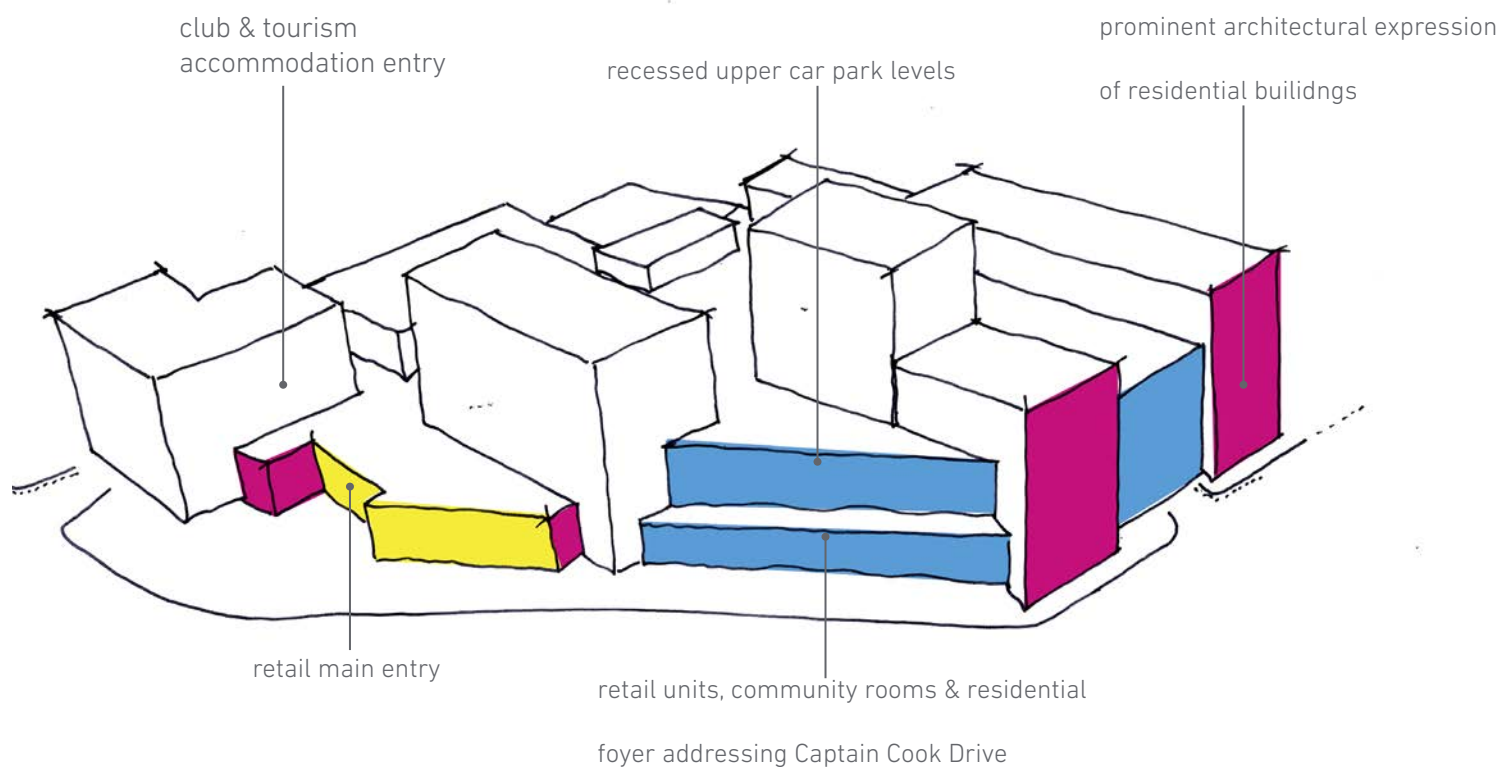 club & tourism
accommodation entry
recessed upper car park levels
prominent architectural expression
of residential builidngs
retail main entry
retail units, community rooms & residential
foyer addressing Captain Cook Drive